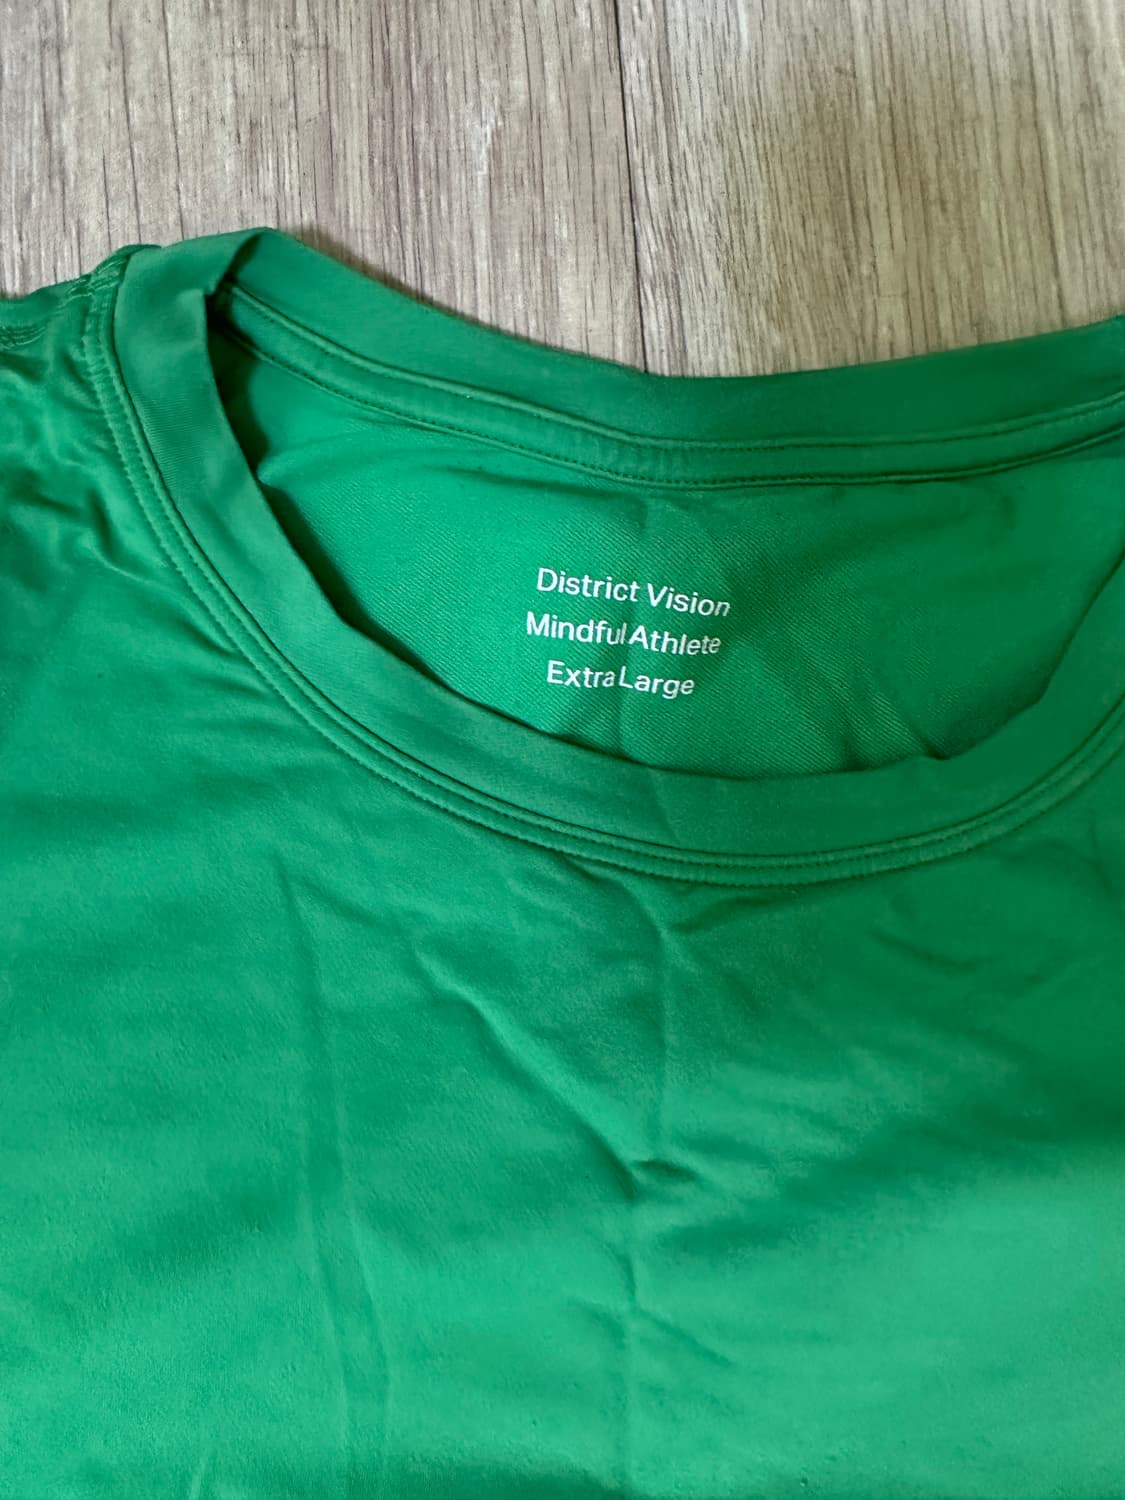 District Vision
Mindful Athlete
Extra Large